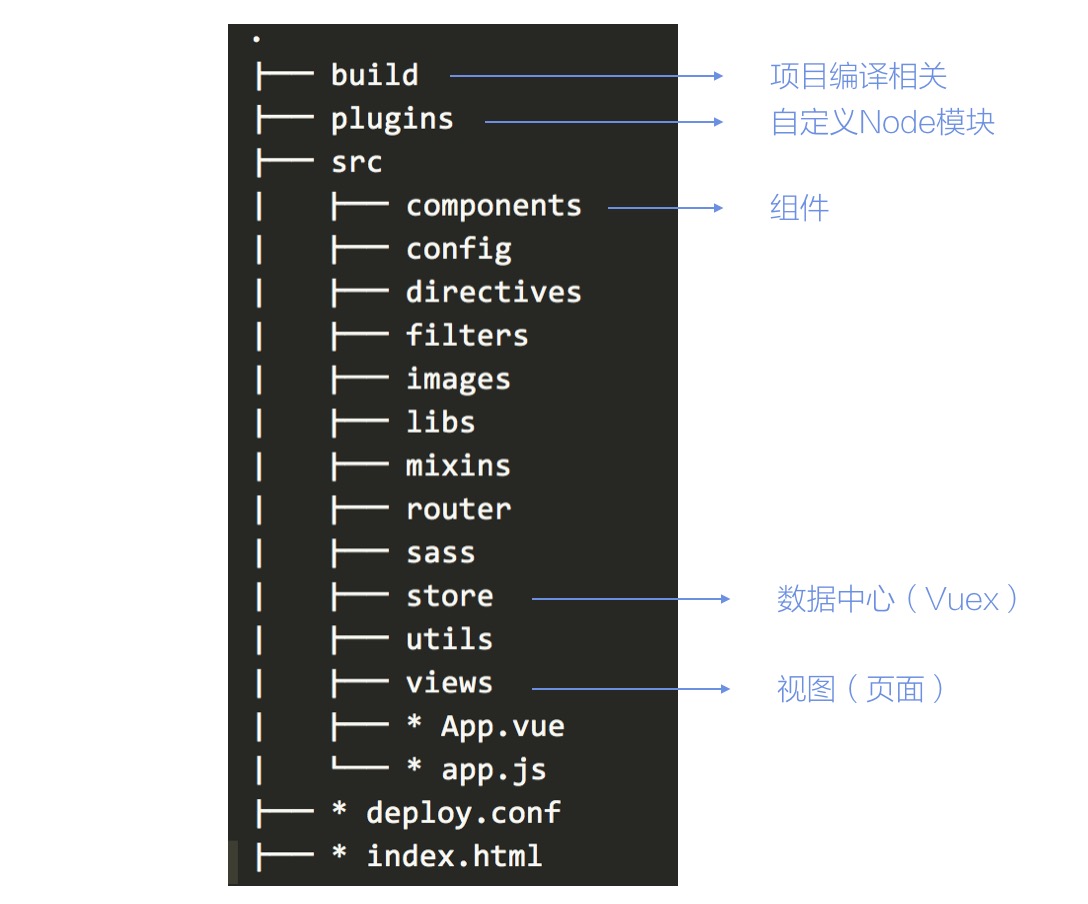 .
├── build 项目编译相关
├── plugins 自定义Node模块
├── src
│   ├── components 组件
│   ├── config
│   ├── directives
│   ├── filters
│   ├── images
│   ├── libs
│   ├── mixins
│   ├── router
│   ├── sass
│   ├── store 数据中心（Vuex）
│   ├── utils
│   ├── views 视图（页面）
│   ├── * App.vue
│   └── * app.js
├── * deploy.conf
├── * index.html